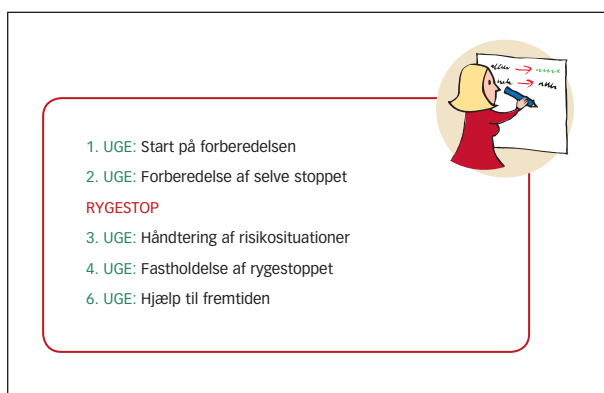 1. UGE: Start på forberedelsen
2. UGE: Forberedelse af selve stoppet
RYGESTOP
3. UGE: Håndtering af risikosituationer
4. UGE: Fastholdelse af rygestoppet
6. UGE: Hjælp til fremtiden